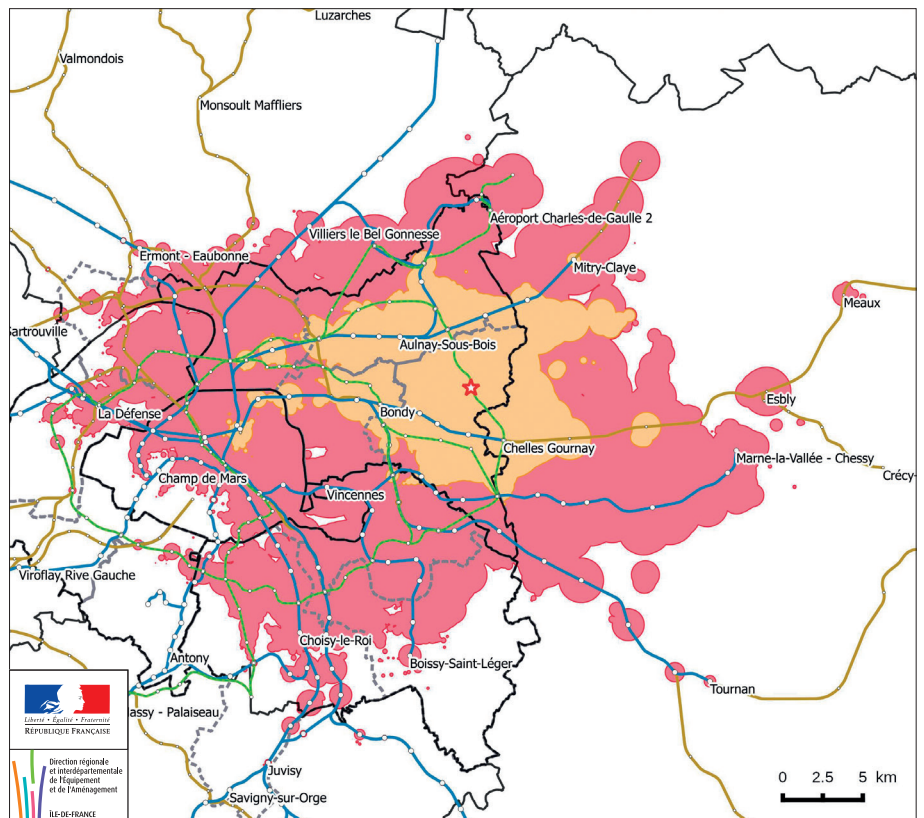 Luzarches
Valmondois
Monsoult Maffliers
Aéroport Charles-de-Gaulle 2
Villiers le Bel Gonnesse
Ermont - Eaubonne
Mitry-Claye
Meaux
Sartrouville
Aulnay-Sous-Bois
Esbly
La Défense
Bondy
Chelles Gournay
Marne-la-Vallée - Chessy
Crécy-
Champ de Mars
Vincennes
Viroflay Rive Gauche
Choisy-le-Roi
Antony
Boissy-Saint-Léger
Tournan
assy - Palaiseau
Juvisy
Savigny-sur-Orge
Liberté • Égalité • Fraternité
RÉPUBLIQUE FRANÇAISE
Direction régionale
et interdépartementale
de l'Équipement
et de l'Aménagement
ÎLE-DE-FRANCE
0 2.5 5 km